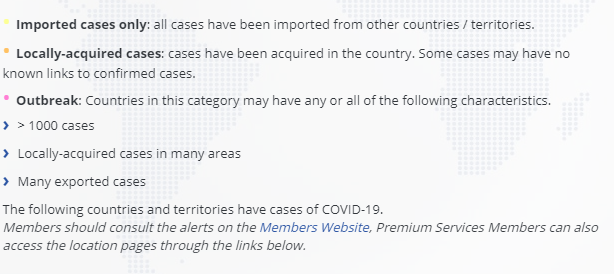 Imported cases only: all cases have been imported from other countries / territories.
Locally-acquired cases: cases have been acquired in the country. Some cases may have no
known links to confirmed cases.
Outbreak: Countries in this category may have any or all of the following characteristics.
> 1000 cases
Locally-acquired cases in many areas
Many exported cases
The following countries and territories have cases of COVID-19.
Members should consult the alerts on the Members Website, Premium Services Members can also
access the location pages through the links below.